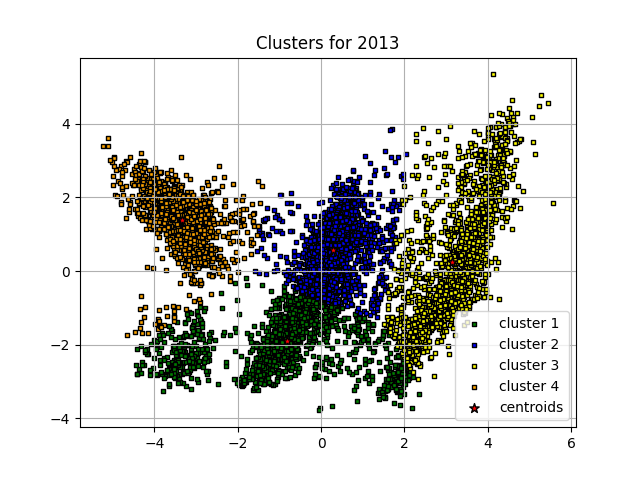 Clusters for 2013
4
2
0
−2
−4
−4
−2
0
2
4
6
cluster 1
cluster 2
cluster 3
cluster 4
centroids